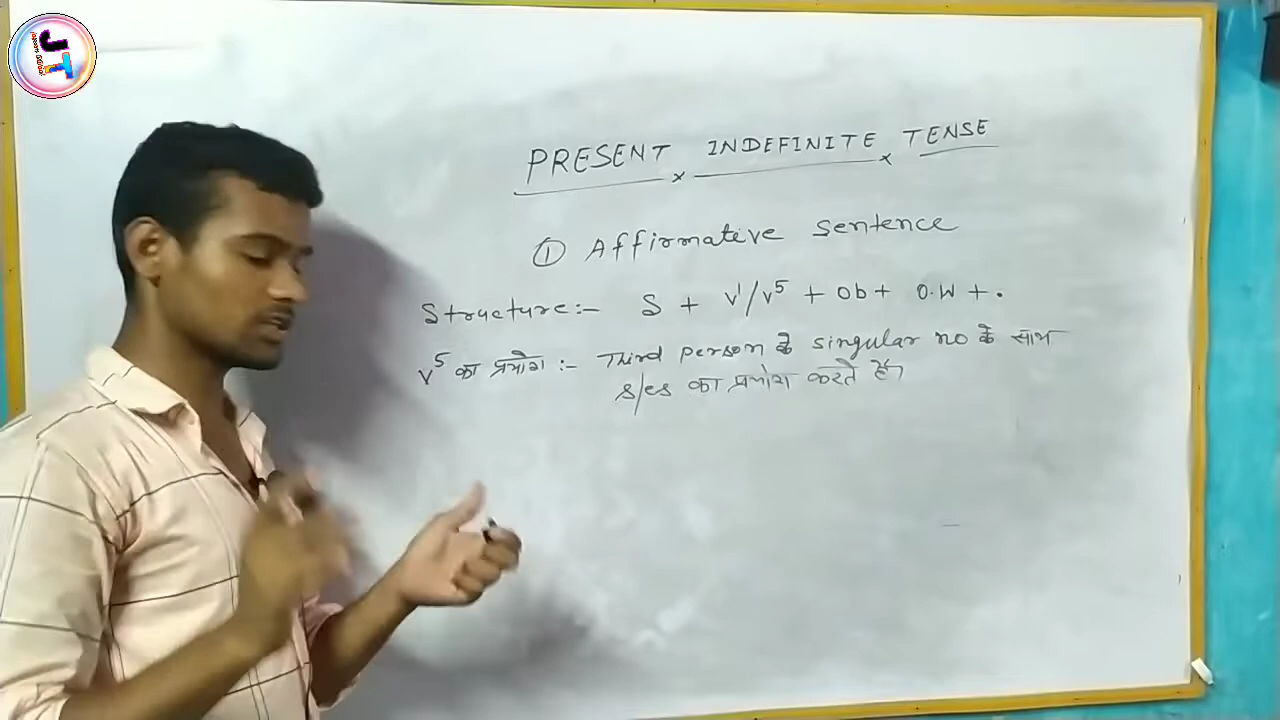 JT
PRESENT INDEFINITE TENSE
① Affirmative sentence
Structure:- S + V¹/V⁵ + Ob + O.W + .
V⁵ का प्रयोग :- Third person के singular no के साथ
s/es का प्रयोग करते हैं।